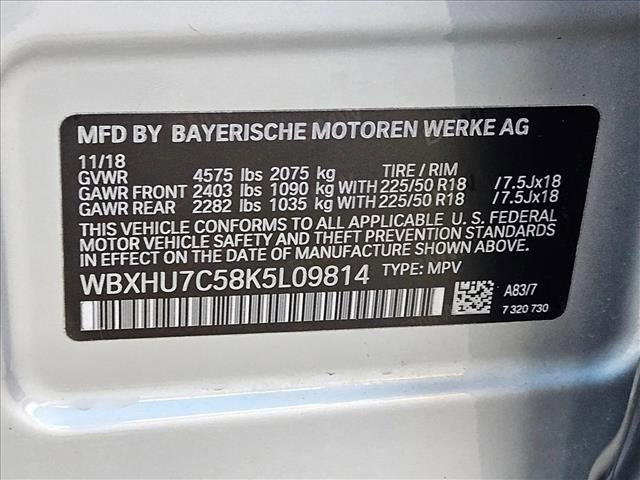 MFD BY BAYERISCHE MOTOREN WERKE AG
11/18
GVWR 4575 lbs 2075 kg TIRE / RIM
GAWR FRONT 2403 lbs 1090 kg WITH 225/50 R18 /7.5Jx18
GAWR REAR 2282 lbs 1035 kg WITH 225/50 R18 /7.5Jx18
THIS VEHICLE CONFORMS TO ALL APPLICABLE U. S. FEDERAL
MOTOR VEHICLE SAFETY AND THEFT PREVENTION STANDARDS
IN EFFECT ON THE DATE OF MANUFACTURE SHOWN ABOVE.
WBXHU7C58K5L09814 TYPE: MPV
A83/7
7 320 730